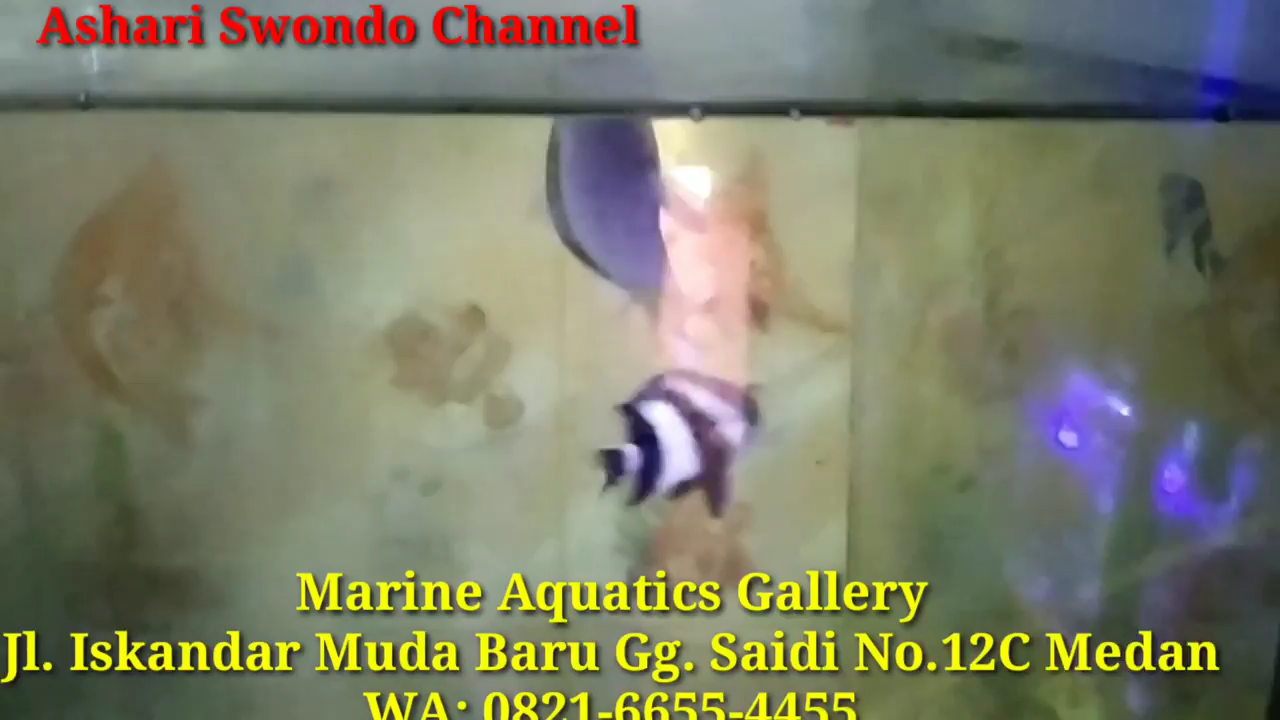 Ashari Swondo Channel
Marine Aquatics Gallery
Jl. Iskandar Muda Baru Gg. Saidi No.12C Medan
WA: 0821-6655-4455